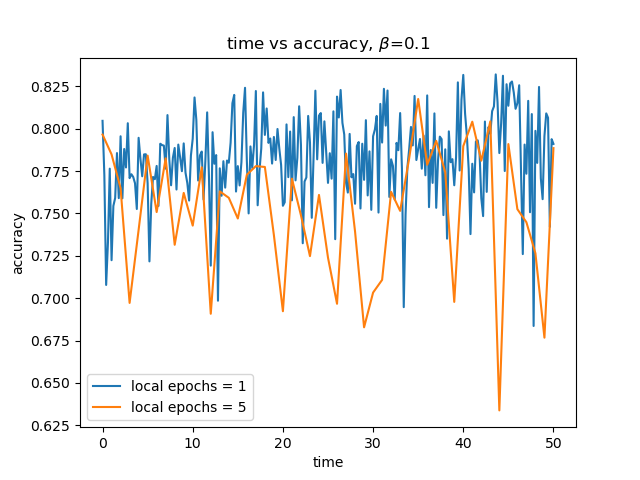 time vs accuracy, β=0.1
accuracy
0.825
0.800
0.775
0.750
0.725
0.700
0.675
0.650
0.625
local epochs = 1
local epochs = 5
0 10 20 30 40 50
time